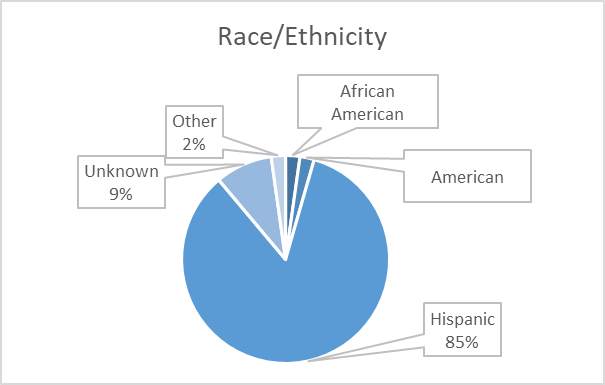 Race/Ethnicity
African
American
Other
2%
American
Unknown
9%
Hispanic
85%